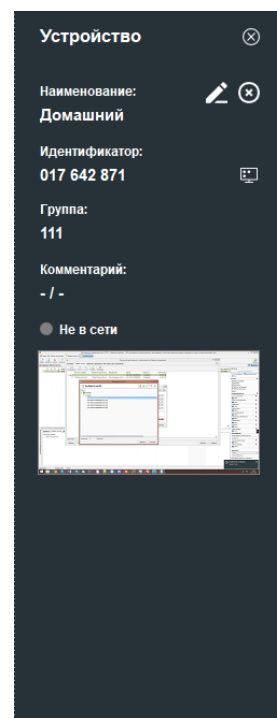 Устройство
Наименование:
Домашний
Идентификатор:
017 642 871
Группа:
111
Комментарий:
- / -
Не в сети